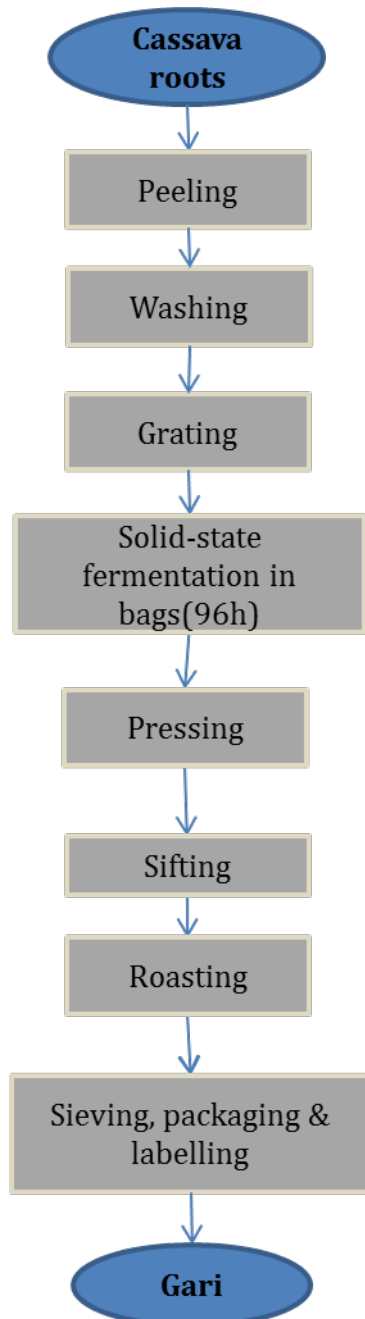 Cassava
roots
Peeling
Washing
Grating
Solid-state
fermentation in
bags(96h)
Pressing
Sifting
Roasting
Sieving, packaging &
labelling
Gari